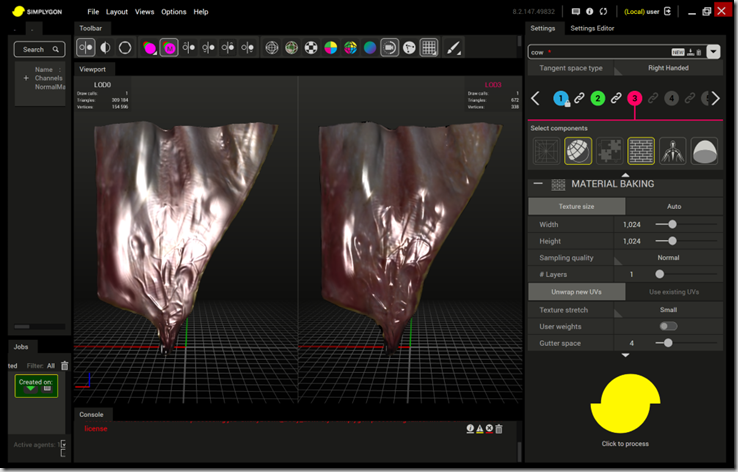 SIMPLYGON
File Layout Views Options Help
8.2.147.49832
(Local) user
Toolbar
Settings
Settings Editor
Search
cow *
NEW
Name
Channels
NormalMa
Tangent space type
Right Handed
Viewport
LOD0
Draw calls: 1
Triangles: 300 184
Vertices: 154 596
LOD3
Draw calls: 1
Triangles: 672
Vertices: 338
1
2
3
4
Select components
MATERIAL BAKING
Texture size
Auto
Width 1,024
Height 1,024
Sampling quality Normal
# Layers 1
Unwrap new UVs
Use existing UVs
Texture stretch Small
User weights
Gutter space 4
Jobs
ted Filter All
Created on:
Active agents:
Console
license
Click to process